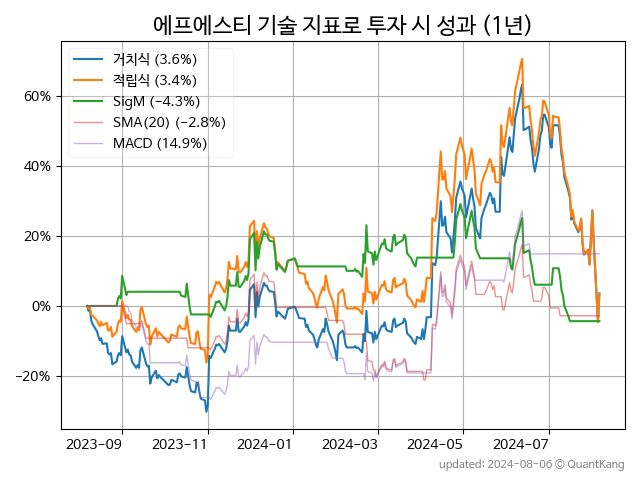 에프에스티 기술 지표로 투자 시 성과 (1년)
거치식 (3.6%)
적립식 (3.4%)
SigM (-4.3%)
SMA(20) (-2.8%)
MACD (14.9%)
60%
40%
20%
0%
-20%
2023-09 2023-11 2024-01 2024-03 2024-05 2024-07
updated: 2024-08-06 © QuantKang